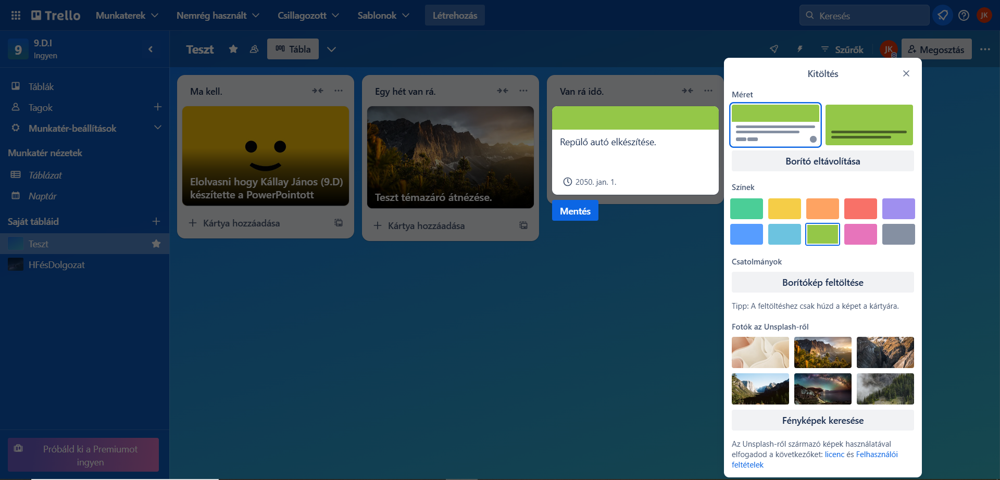 Trello
Munkaterek
Nemrég használt
Csillagozott
Sablonok
Létrehozás
Keresés
JK
9
9.D.I
Ingyen
Teszt
Tábla
Szűrők
JK
Megosztás
Táblák
Tagok
Munkatér-beállítások
Munkatér nézetek
Táblázat
Naptár
Saját tábláid
Teszt
HFésDolgozat
Próbáld ki a Premiumot
ingyen
Ma kell.
Elolvasni hogy Kállay János (9.D)
készítette a PowerPointott
Kártya hozzáadása
Egy hét van rá.
Teszt témazáró átnézése.
Kártya hozzáadása
Van rá idő.
Repülő autó elkészítése.
2050. jan. 1.
Mentés
Kitöltés
Méret
Borító eltávolítása
Színek
Csatolmányok
Borítókép feltöltése
Tipp: A feltöltéshez csak húzd a képet a kártyára.
Fotók az Unsplash-ről
Fényképek keresése
Az Unsplash-ről származó képek használatával
elfogadod a következőket: licenc és Felhasználói
feltételek